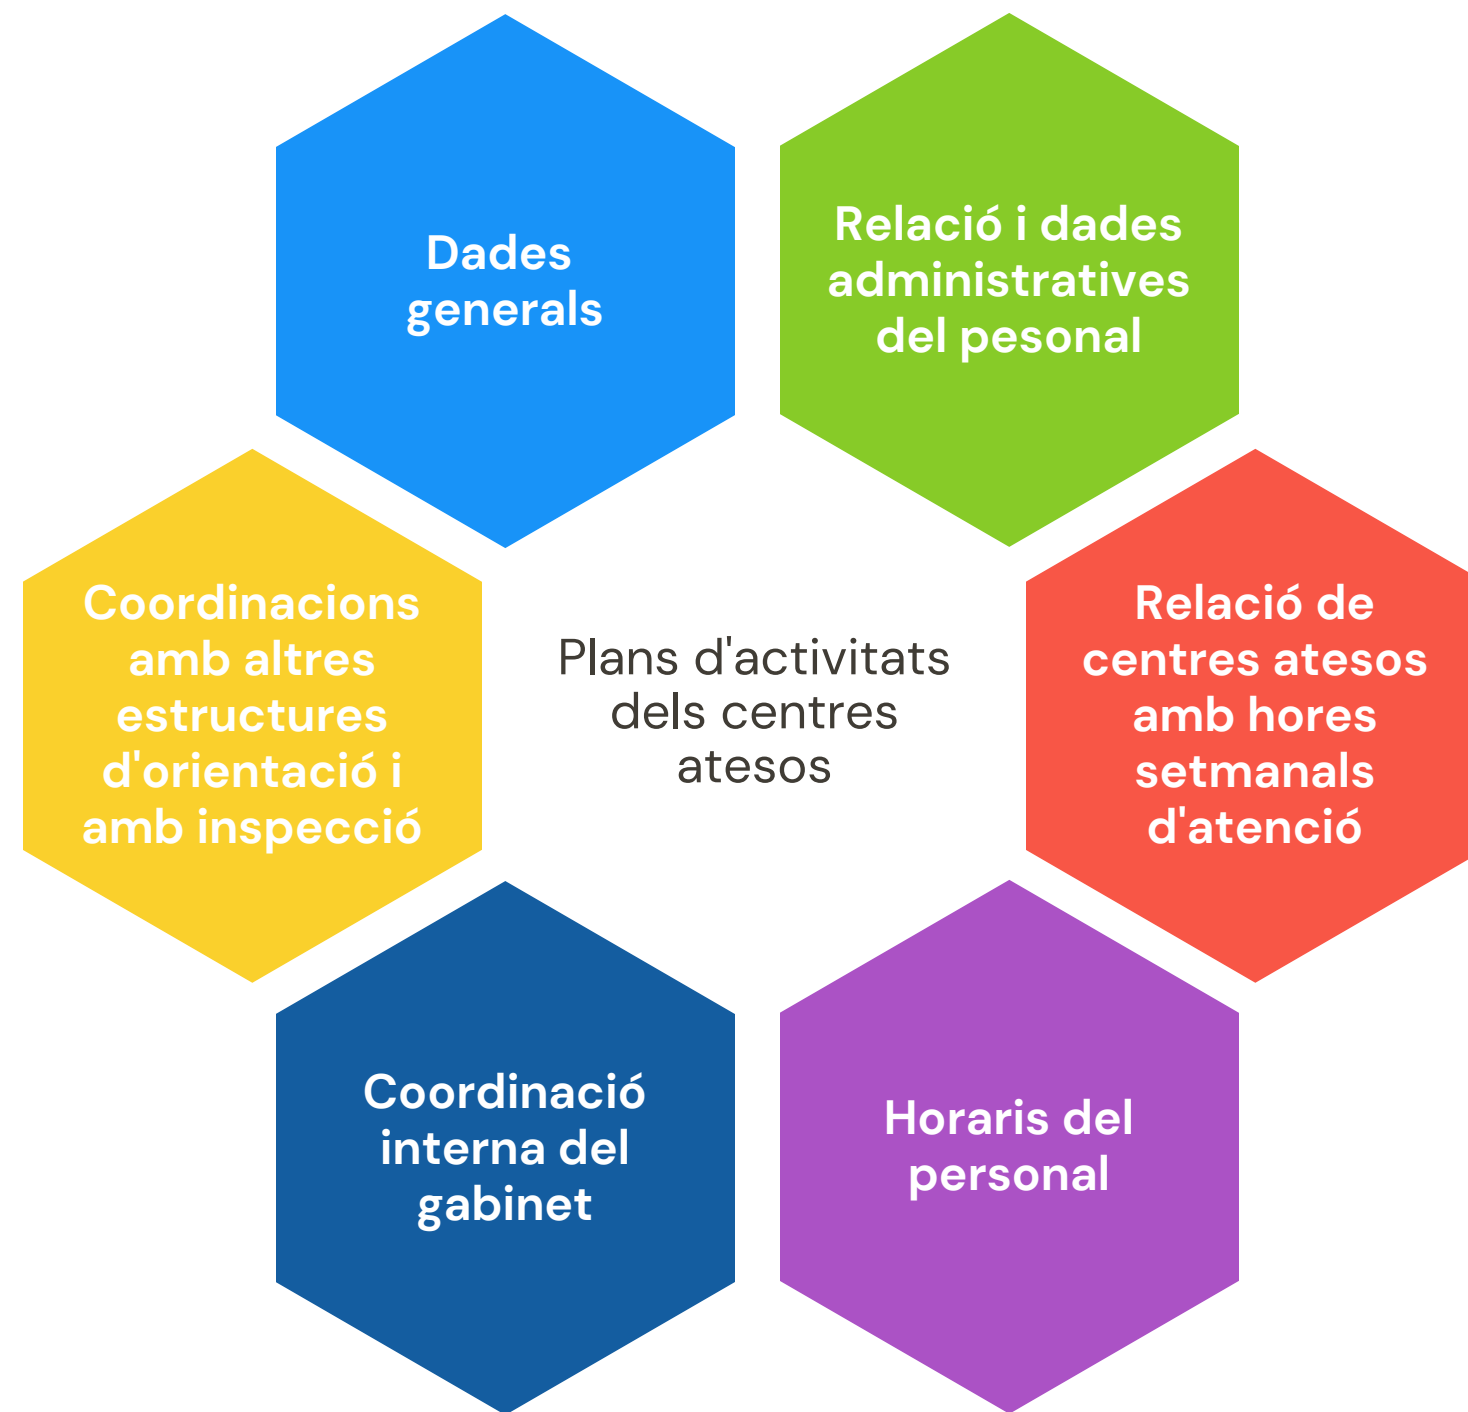 Dades
generals
Relació i dades
administratives
del pesonal
Coordinacions
amb altres
estructures
d'orientació i
amb inspecció
Plans d'activitats
dels centres
atesos
Relació de
centres atesos
amb hores
setmanals
d'atenció
Coordinació
interna del
gabinet
Horaris del
personal